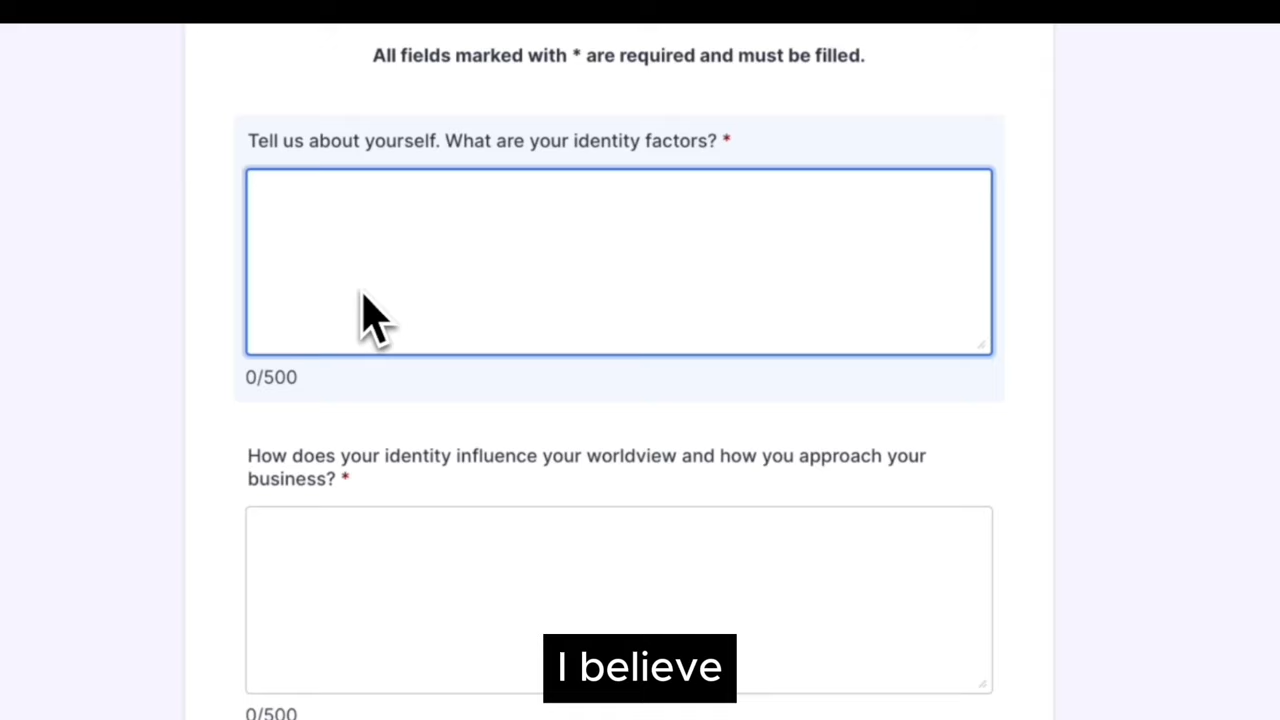 All fields marked with * are required and must be filled.
Tell us about yourself. What are your identity factors? *
0/500
How does your identity influence your worldview and how you approach your
business? *
I believe
0/500